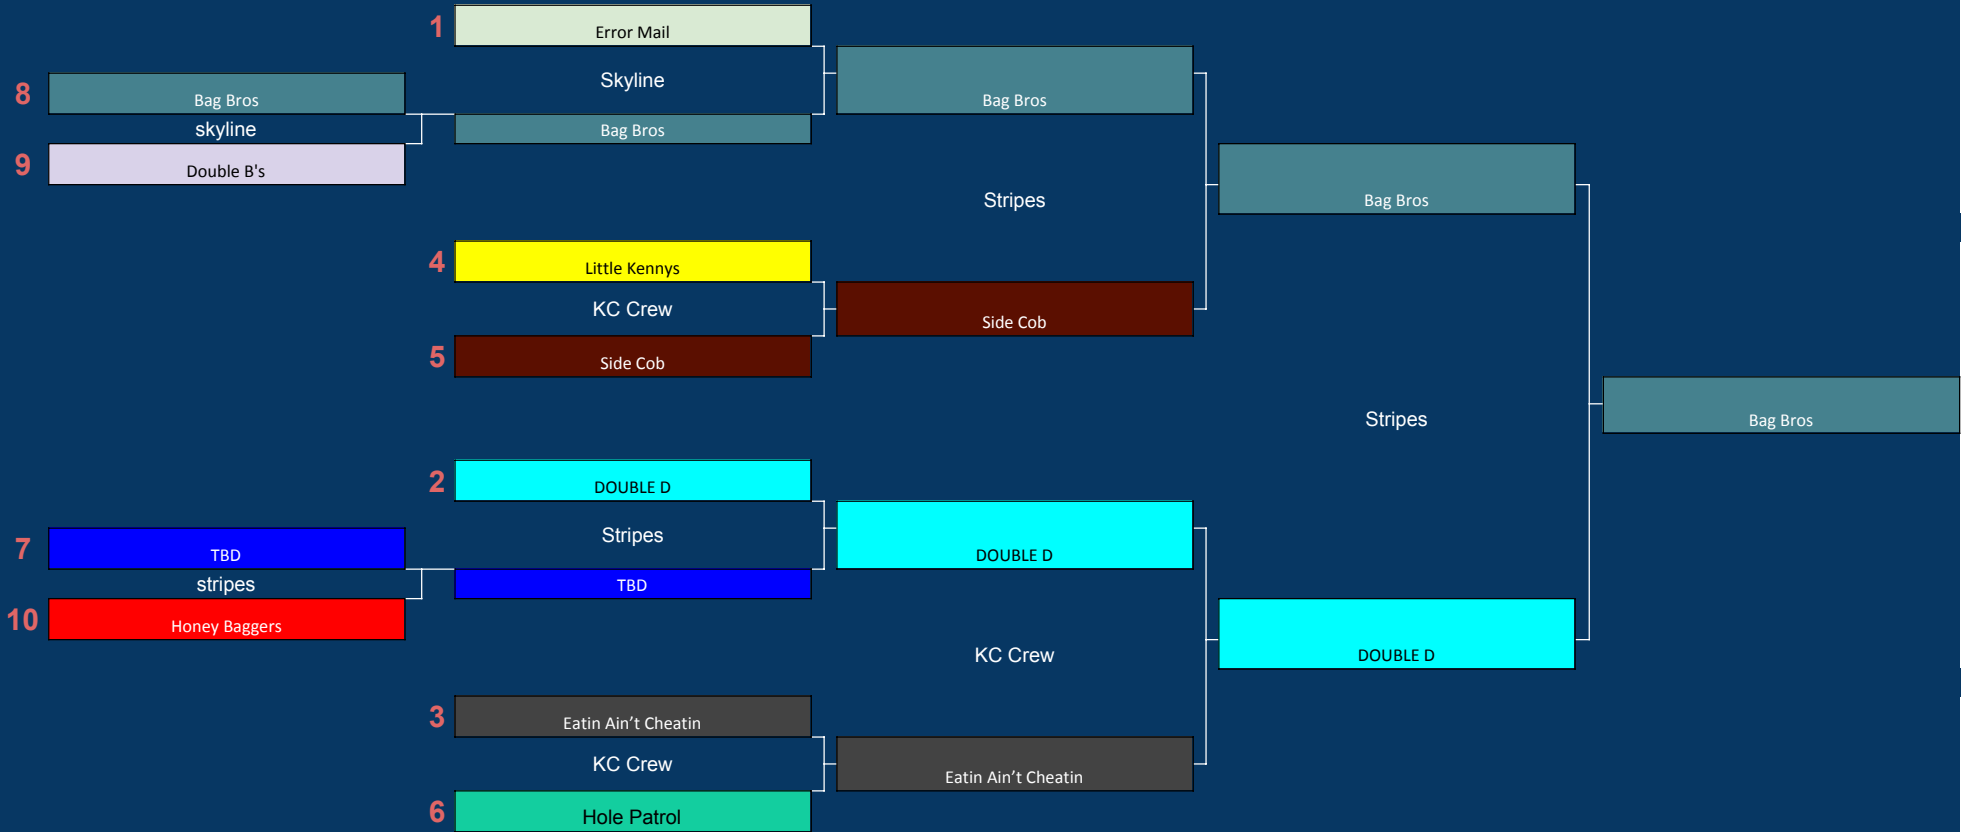 1
Error Mail
Skyline
8
Bag Bros
Bag Bros
skyline
Bag Bros
9
Double B's
Stripes
Bag Bros
4
Little Kennys
KC Crew
Side Cob
5
Side Cob
Stripes
Bag Bros
2
DOUBLE D
Stripes
7
TBD
DOUBLE D
stripes
TBD
10
Honey Baggers
KC Crew
DOUBLE D
3
Eatin Ain’t Cheatin
KC Crew
Eatin Ain’t Cheatin
6
Hole Patrol